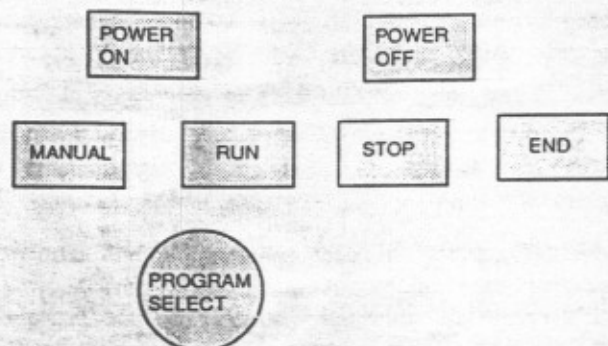 POWER
ON
POWER
OFF
MANUAL
RUN
STOP
END
PROGRAM
SELECT